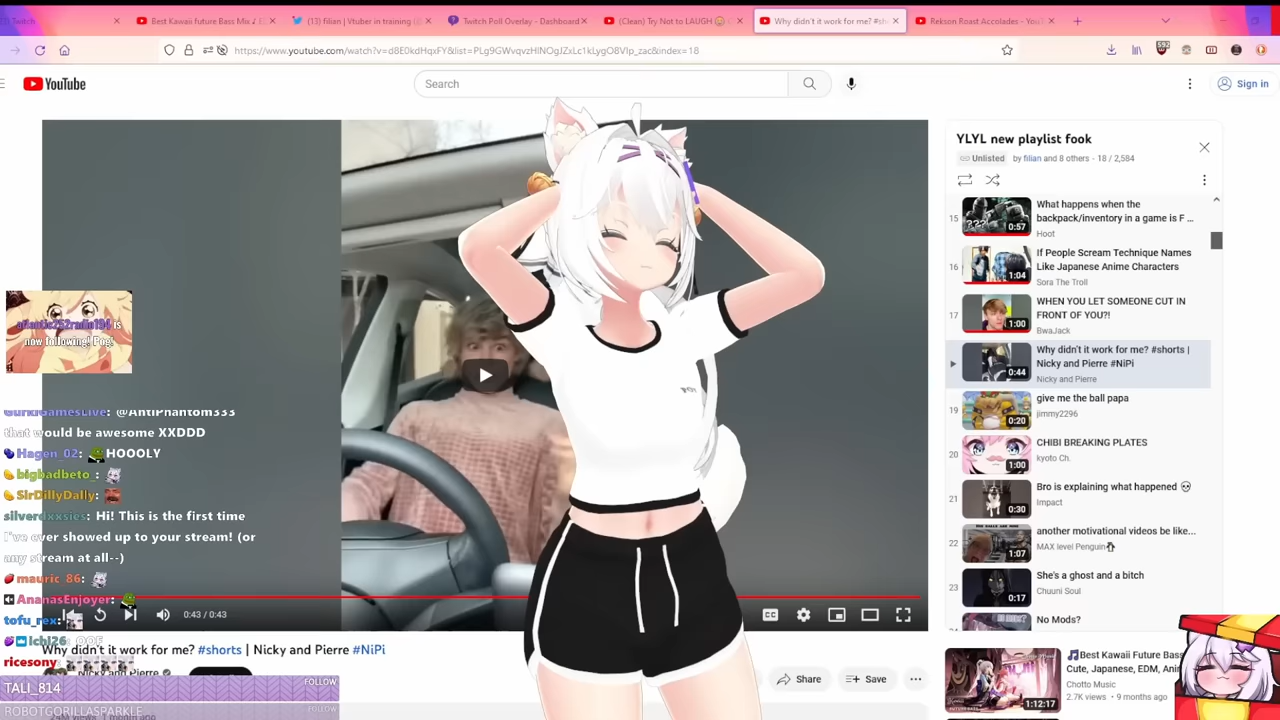 Twitch
Best Kawaii future Bass Mix ♪ E
(13) filian | Vtuber in training (@
Twitch Poll Overlay - Dashboard
(Clean) Try Not to LAUGH 😂 C
Why didn't it work for me? #sh
Rekson Roast Accolades - YouT
https://www.youtube.com/watch?v=d8E0kdHqxFY&list=PLg9GWvqvzHINOgJZxLc1kLygO8VIp_zac&index=18
592
YouTube
Search
Sign in
YLYL new playlist fook
Unlisted by filian and 8 others - 18 / 2,584
15
What happens when the
backpack/inventory in a game is F ...
Hoot
0:57
16
If People Scream Technique Names
Like Japanese Anime Characters
Sora The Troll
1:04
17
WHEN YOU LET SOMEONE CUT IN
FRONT OF YOU?!
BwaJack
1:00
Why didn't it work for me? #shorts |
Nicky and Pierre #NiPi
Nicky and Pierre
0:44
19
give me the ball papa
jimmy2296
0:20
20
CHIBI BREAKING PLATES
kyoto Ch.
1:00
21
Bro is explaining what happened 💀
Impact
0:30
22
another motivational videos be like...
MAX level Penguin🐧
1:07
23
She's a ghost and a bitch
Chuuni Soul
0:17
No Mods?
is
now following! Pog!
GurkiGamesLive: @AntiPhantom333
that would be awesome XXDDD
Hagen_02: HOOOLY
bigbadbeto_:
SirDillyDally:
silverdxxsies: Hi! This is the first time
I've ever showed up to your stream! (or
any stream at all--)
mauric_86:
AnanasEnjoyer:
tofu_rex:
Ichi26: OOF
ricesony:
0:43 / 0:43
CC
Why didn't it work for me? #shorts | Nicky and Pierre #NiPi
Nicky and Pierre
Share
Save
TALI_814
FOLLOW
ROBOTGORILLASPARKLE
FOLLOW
🎵Best Kawaii Future Bass
Cute, Japanese, EDM, Ani
Chotto Music
2.7K views • 9 months ago
1:12:17